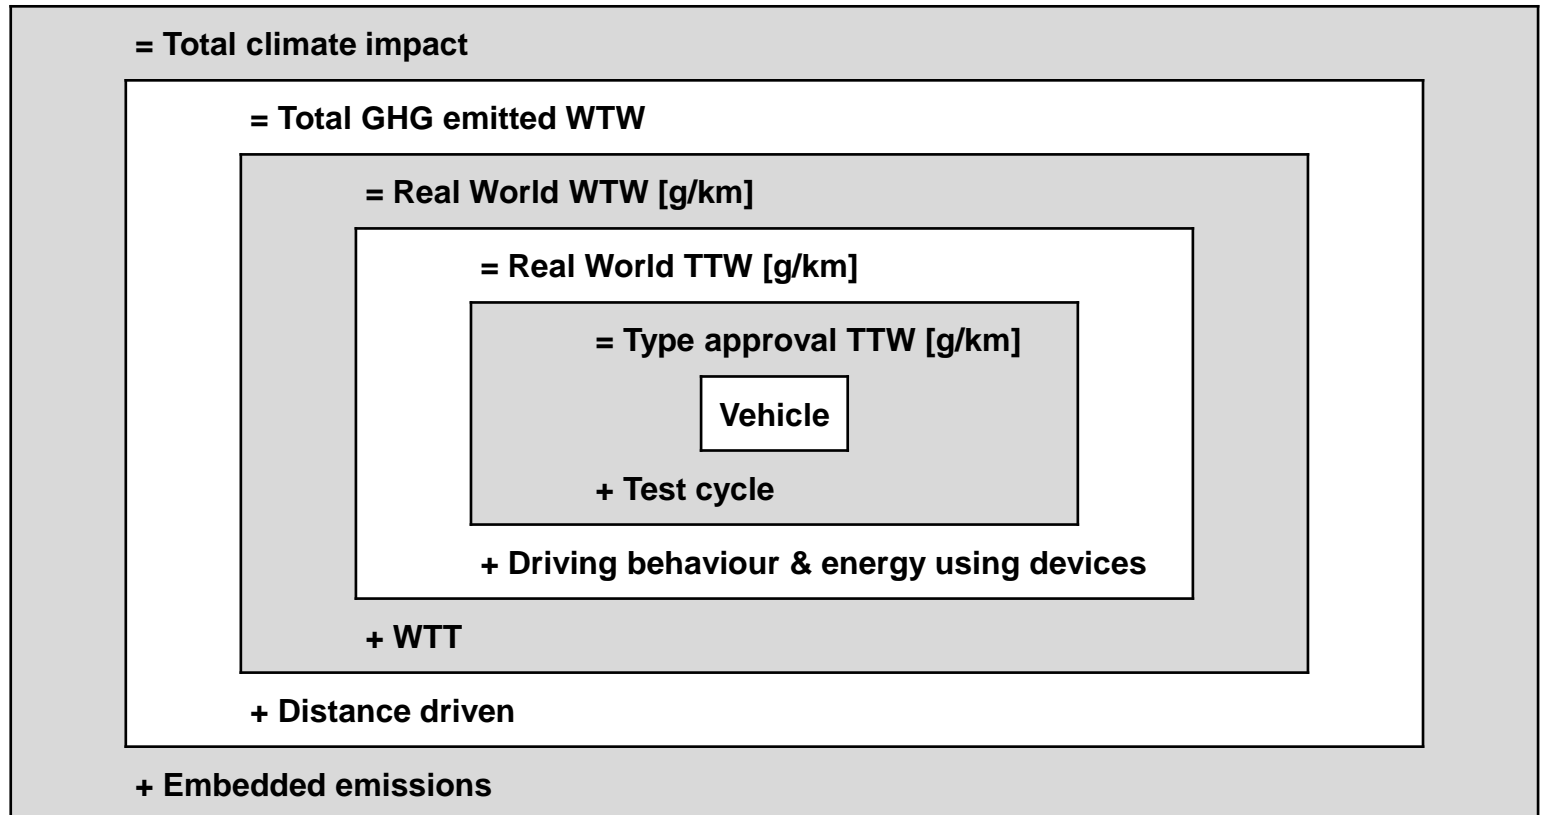 = Total climate impact
= Total GHG emitted WTW
= Real World WTW [g/km]
= Real World TTW [g/km]
= Type approval TTW [g/km]
Vehicle
+ Test cycle
+ Driving behaviour & energy using devices
+ WTT
+ Distance driven
+ Embedded emissions